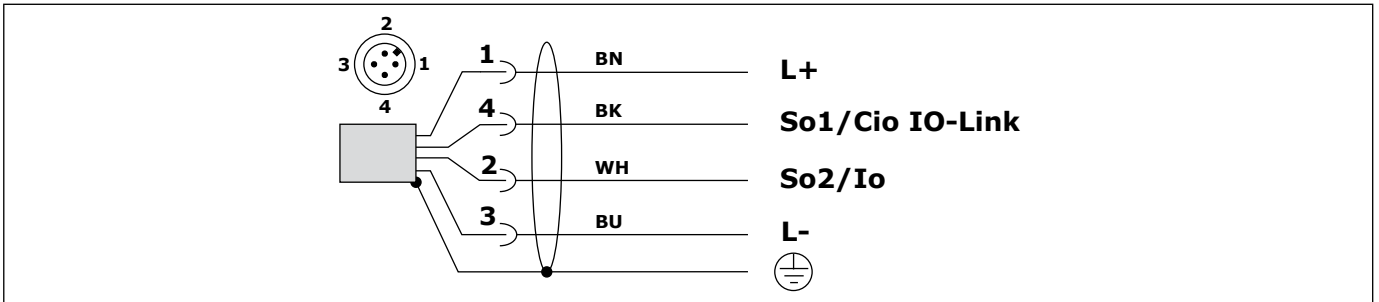 2
3
1
4
1 BN L+
4 BK So1/Cio IO-Link
2 WH So2/Io
3 BU L-